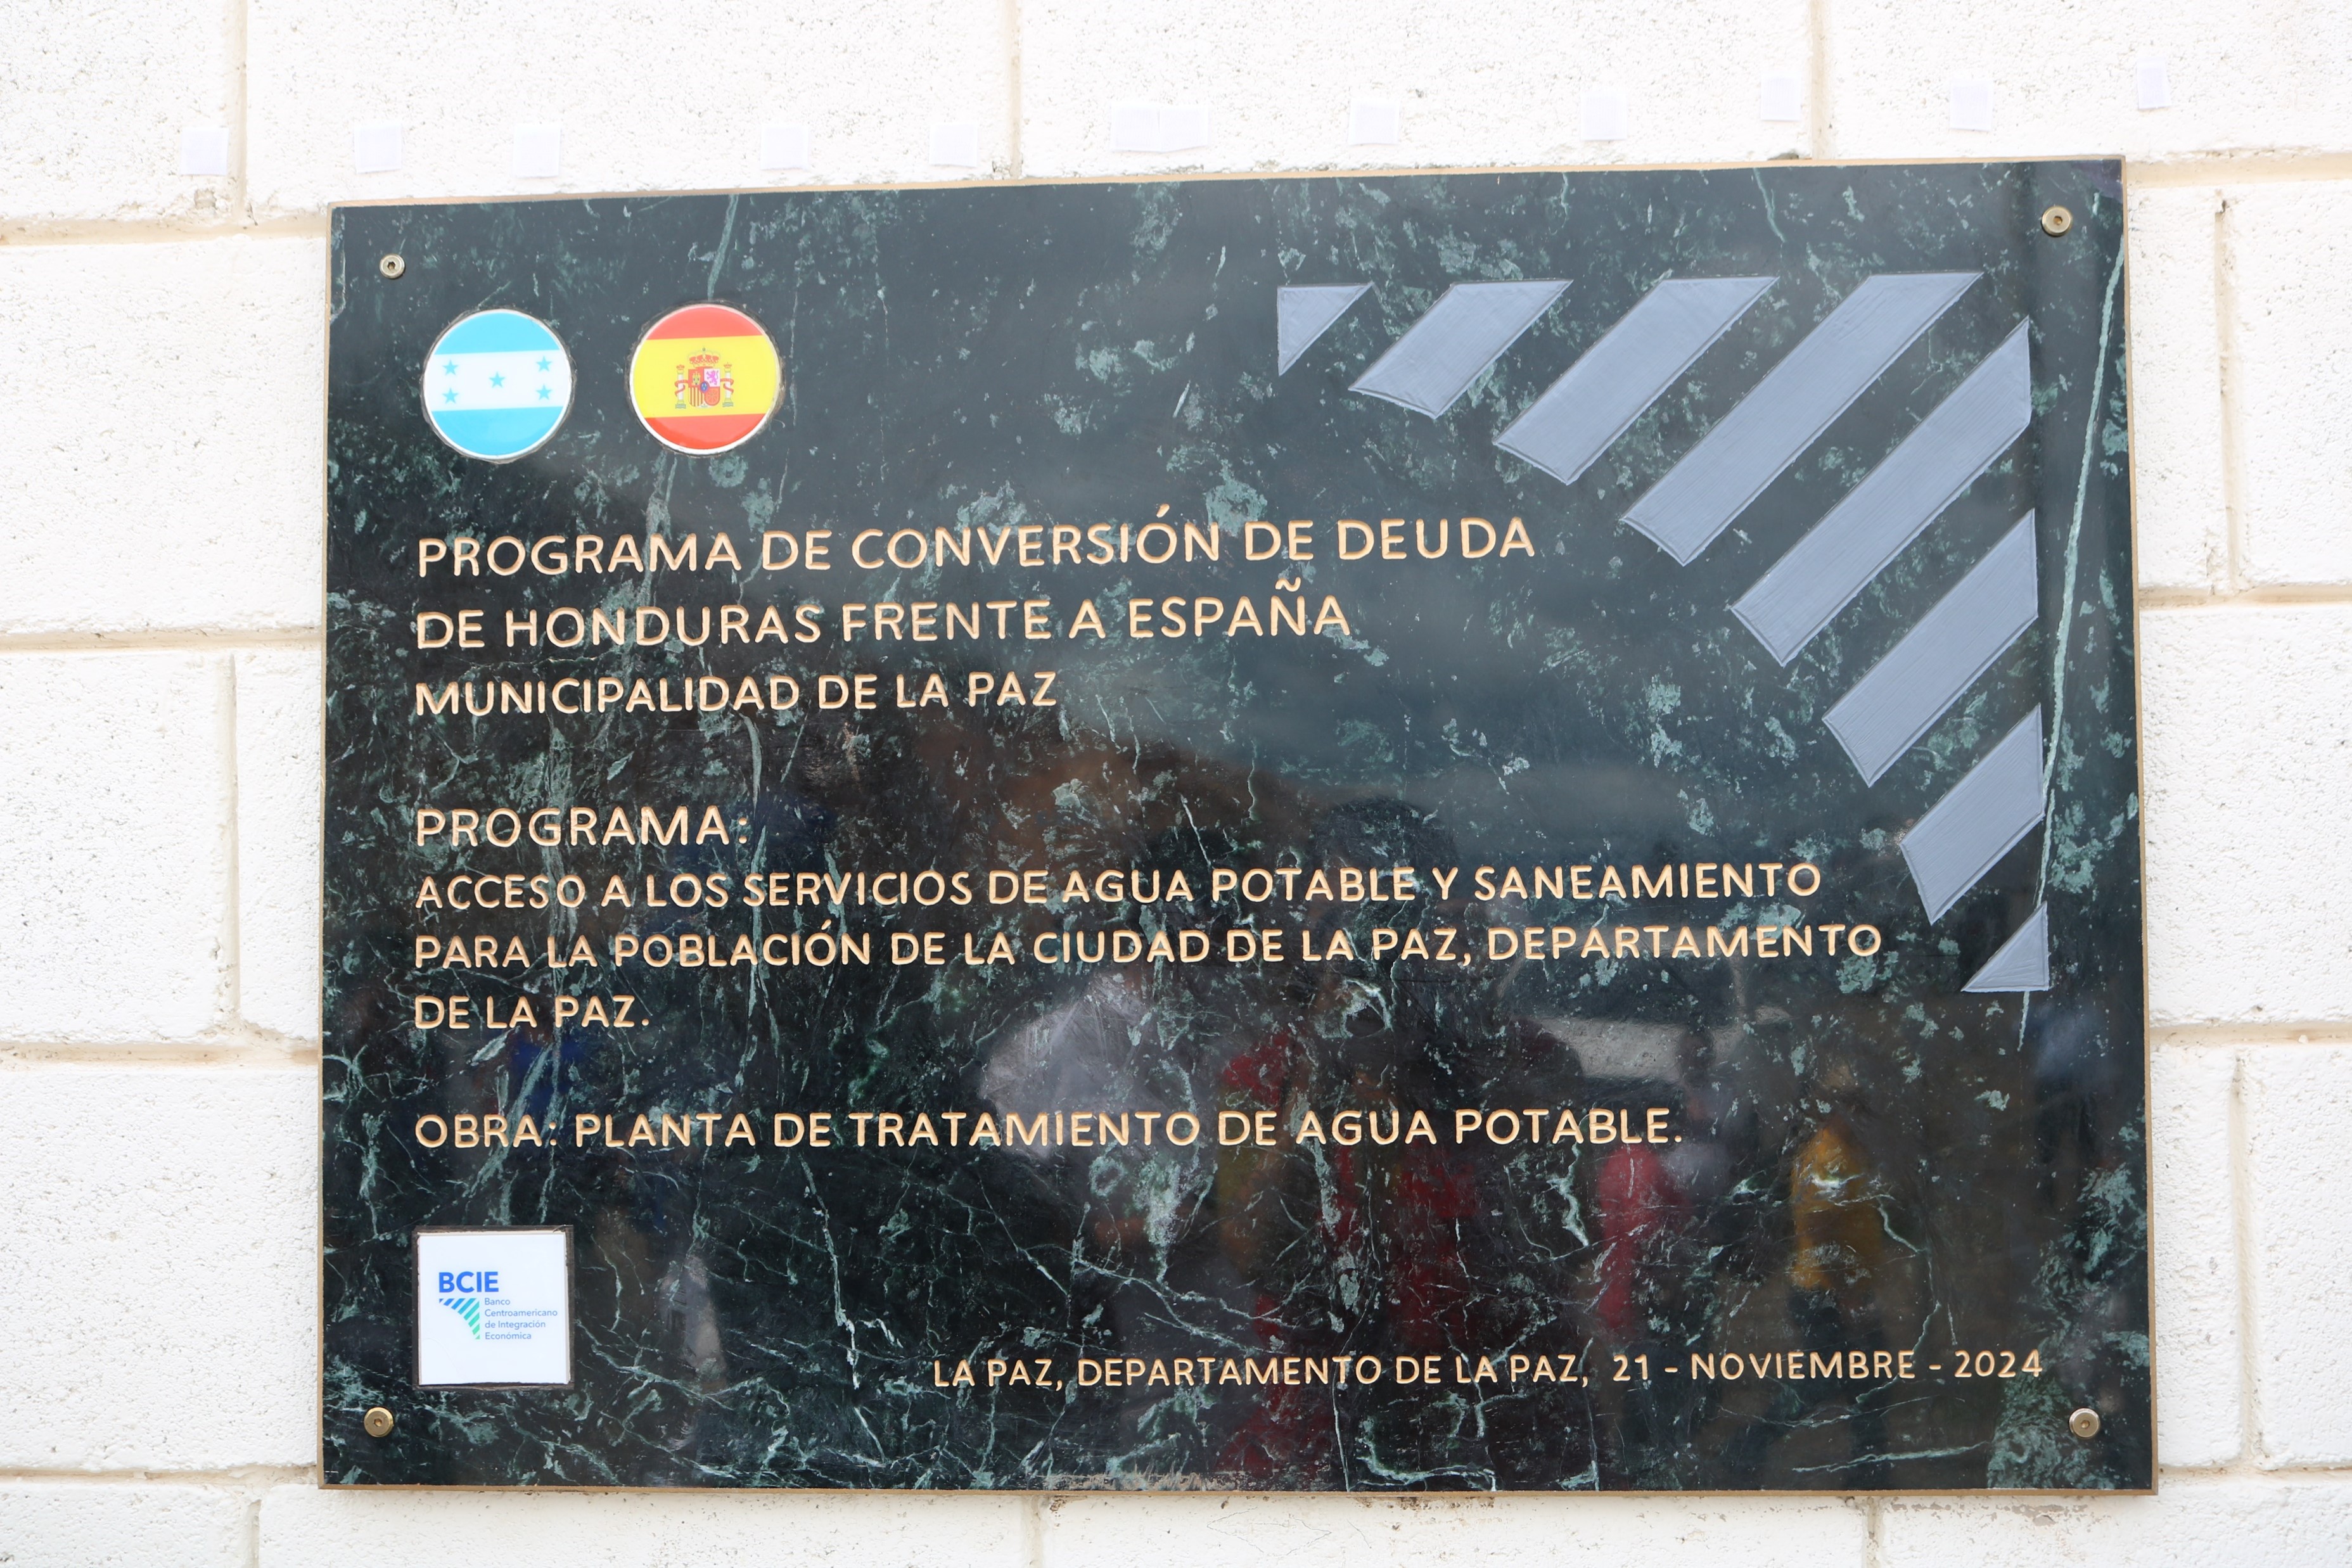 PROGRAMA DE CONVERSIÓN DE DEUDA
DE HONDURAS FRENTE A ESPAÑA
MUNICIPALIDAD DE LA PAZ
PROGRAMA:
ACCESO A LOS SERVICIOS DE AGUA POTABLE Y SANEAMIENTO
PARA LA POBLACIÓN DE LA CIUDAD DE LA PAZ, DEPARTAMENTO
DE LA PAZ.
OBRA: PLANTA DE TRATAMIENTO DE AGUA POTABLE.
BCIE
Banco
Centroamericano
de Integración
Económica
LA PAZ, DEPARTAMENTO DE LA PAZ, 21 - NOVIEMBRE - 2024